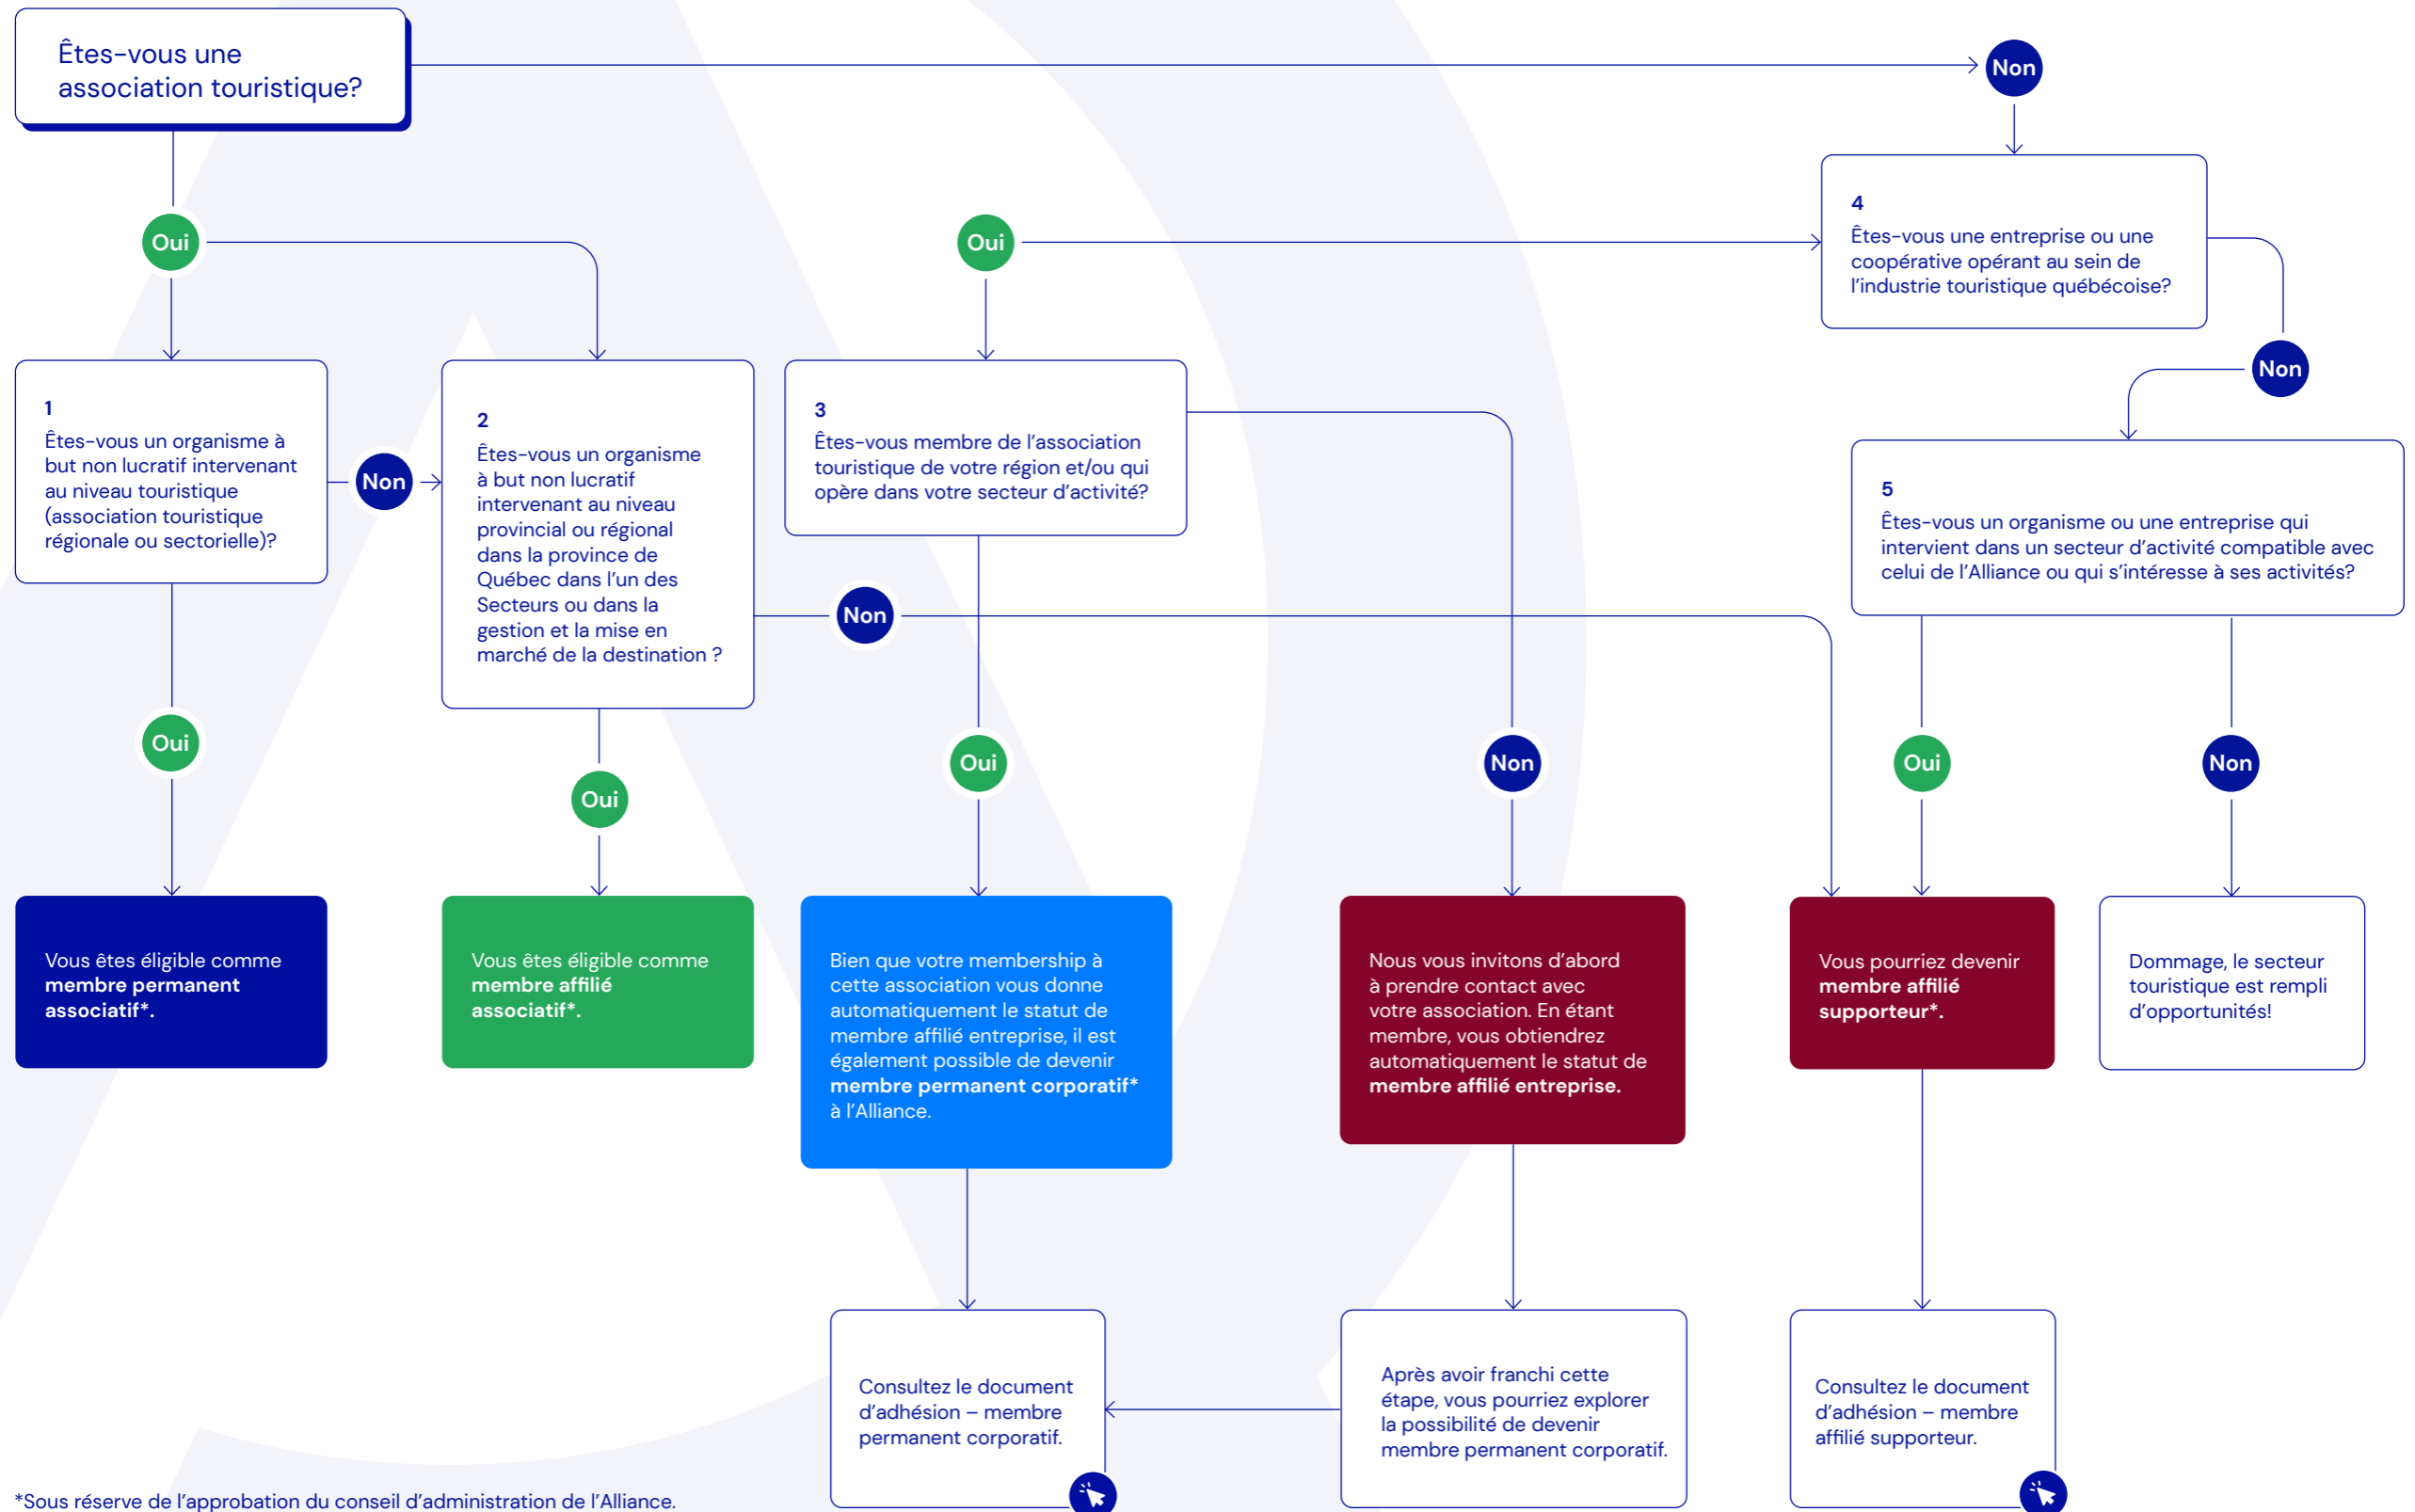 Êtes-vous une
association touristique?
Non
Oui
Oui
4
Êtes-vous une entreprise ou une
coopérative opérant au sein de
l’industrie touristique québécoise?
Non
1
Êtes-vous un organisme à
but non lucratif intervenant
au niveau touristique
(association touristique
régionale ou sectorielle)?
Non
2
Êtes-vous un organisme
à but non lucratif
intervenant au niveau
provincial ou régional
dans la province de
Québec dans l’un des
Secteurs ou dans la
gestion et la mise en
marché de la destination ?
Non
3
Êtes-vous membre de l’association
touristique de votre région et/ou qui
opère dans votre secteur d’activité?
5
Êtes-vous un organisme ou une entreprise qui
intervient dans un secteur d’activité compatible avec
celui de l’Alliance ou qui s’intéresse à ses activités?
Oui
Oui
Oui
Non
Oui
Non
Vous êtes éligible comme
membre permanent
associatif*.
Vous êtes éligible comme
membre affilié
associatif*.
Bien que votre membership à
cette association vous donne
automatiquement le statut de
membre affilié entreprise, il est
également possible de devenir
membre permanent corporatif*
à l’Alliance.
Nous vous invitons d’abord
à prendre contact avec
votre association. En étant
membre, vous obtiendrez
automatiquement le statut de
membre affilié entreprise.
Vous pourriez devenir
membre affilié
supporteur*.
Dommage, le secteur
touristique est rempli
d’opportunités!
Consultez le document
d’adhésion – membre
permanent corporatif.
Après avoir franchi cette
étape, vous pourriez explorer
la possibilité de devenir
membre permanent corporatif.
Consultez le document
d’adhésion – membre
affilié supporteur.
*Sous réserve de l’approbation du conseil d’administration de l’Alliance.